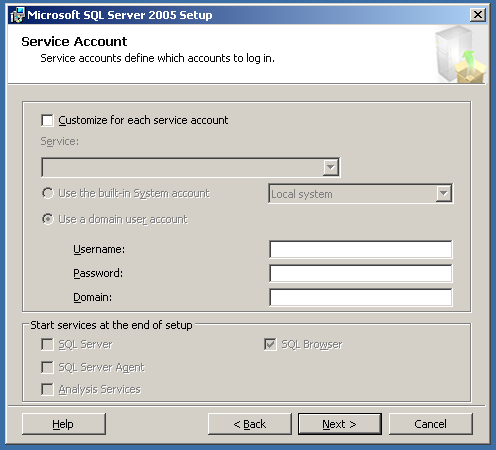 Microsoft SQL Server 2005 Setup
Service Account
Service accounts define which accounts to log in.
Customize for each service account
Service:
Use the built-in System account Local system
Use a domain user account
Username:
Password:
Domain:
Start services at the end of setup
SQL Server SQL Browser
SQL Server Agent
Analysis Services
Help < Back Next > Cancel